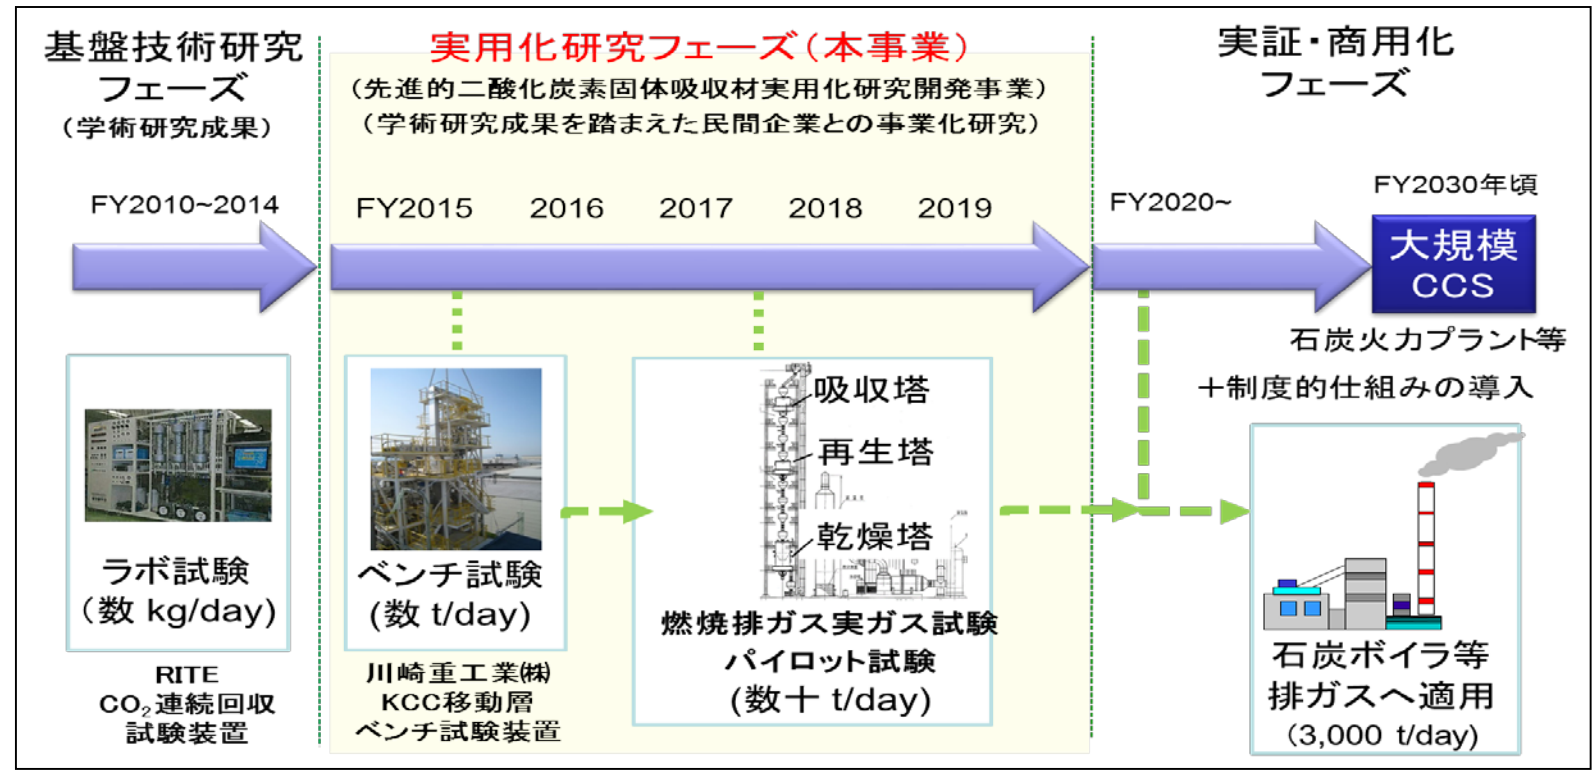 基盤技術研究
フェーズ
（学術研究成果）
FY2010~2014
ラボ試験
（数 kg/day)
RITE
CO₂連続回収
試験装置
実用化研究フェーズ（本事業）
（先進的二酸化炭素固体吸収材実用化研究開発事業）
（学術研究成果を踏まえた民間企業との事業化研究）
FY2015 2016 2017 2018 2019
ベンチ試験
(数 t/day)
川崎重工業㈱
KCC移動層
ベンチ試験装置
吸収塔
再生塔
乾燥塔
燃焼排ガス実ガス試験
パイロット試験
(数十 t/day)
実証・商用化
フェーズ
FY2020~
FY2030年頃
大規模
CCS
石炭火力プラント等
＋制度的仕組みの導入
石炭ボイラ等
排ガスへ適用
(3,000 t/day)